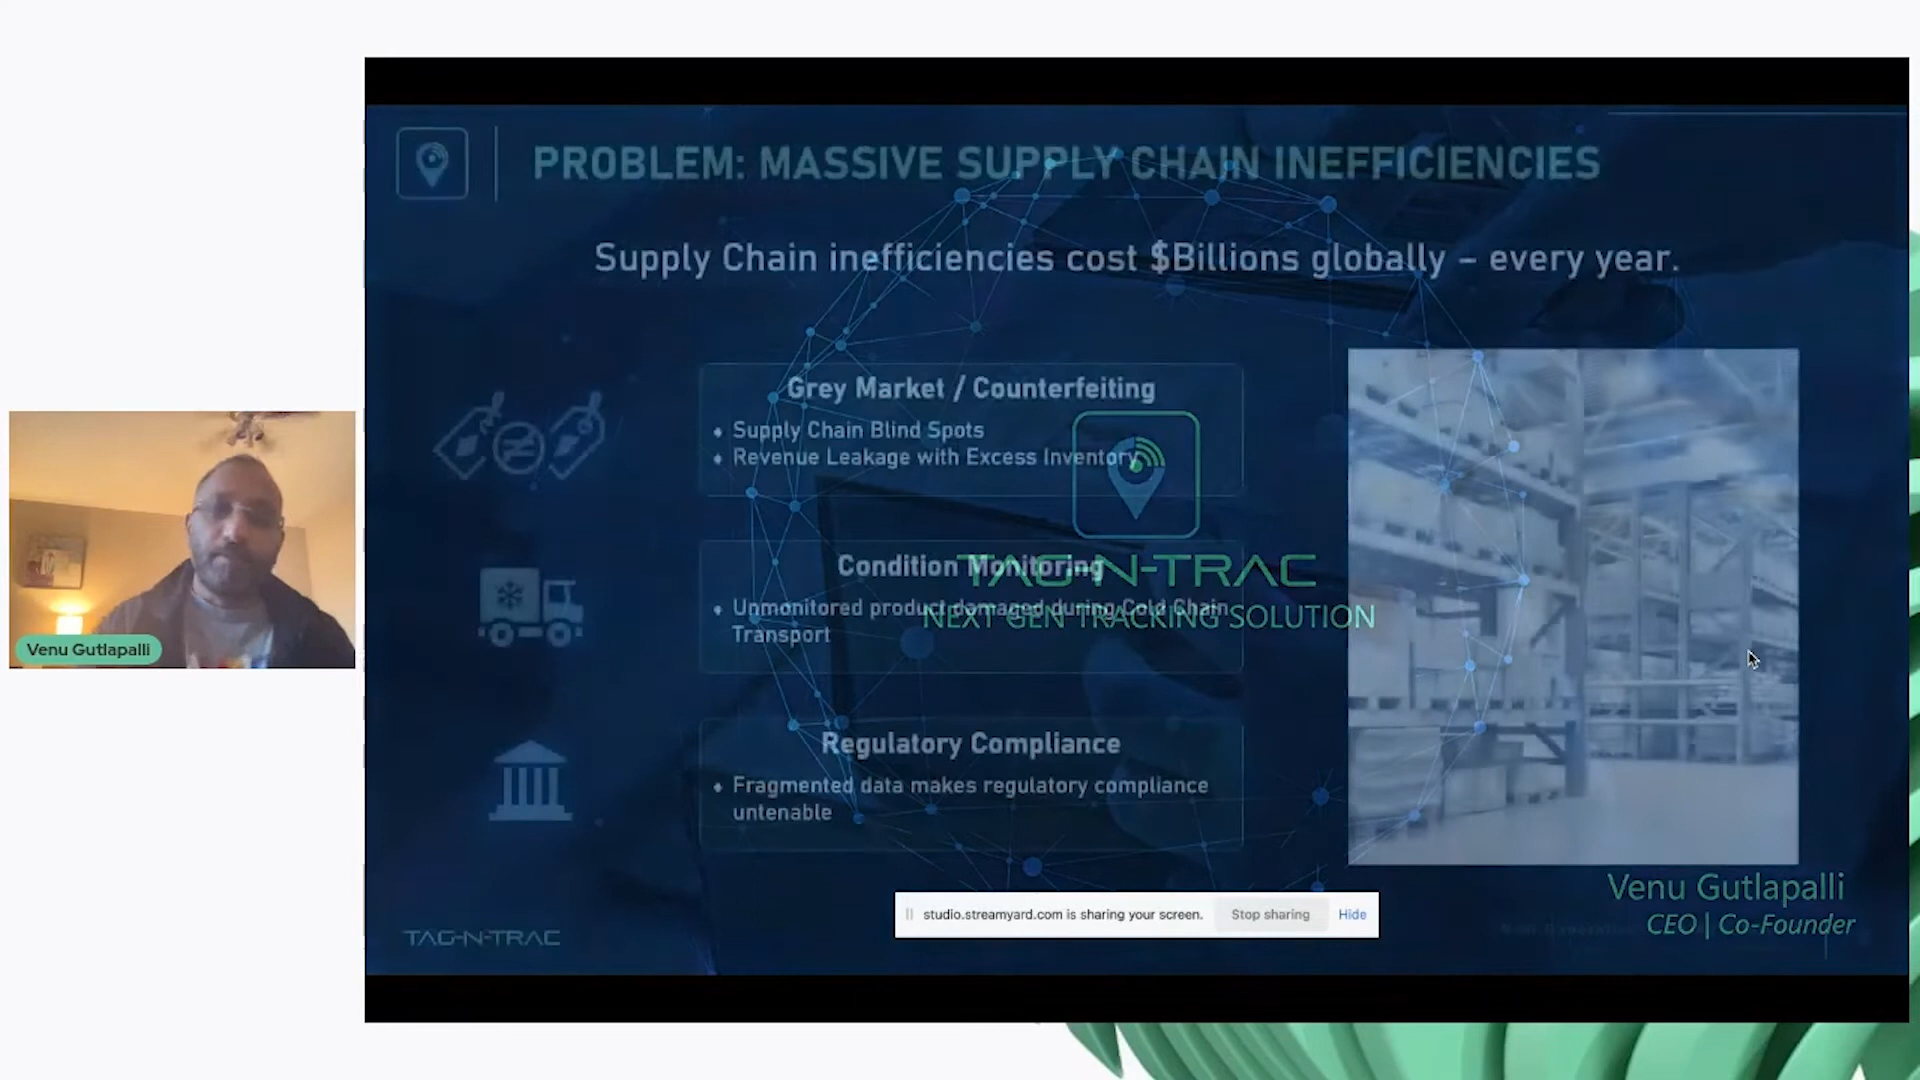 PROBLEM: MASSIVE SUPPLY CHAIN INEFFICIENCIES
Supply Chain inefficiencies cost $Billions globally – every year.
Grey Market / Counterfeiting
• Supply Chain Blind Spots
• Revenue Leakage with Excess Inventory
TAG-N-TRAC
NEXT GEN TRACKING SOLUTION
Condition Monitoring
• Unmonitored product damaged during Cold Chain
Transport
Venu Gutlapalli
Regulatory Compliance
• Fragmented data makes regulatory compliance
untenable
Venu Gutlapalli
CEO | Co-Founder
studio.streamyard.com is sharing your screen. Stop sharing Hide
TAG-N-TRAC